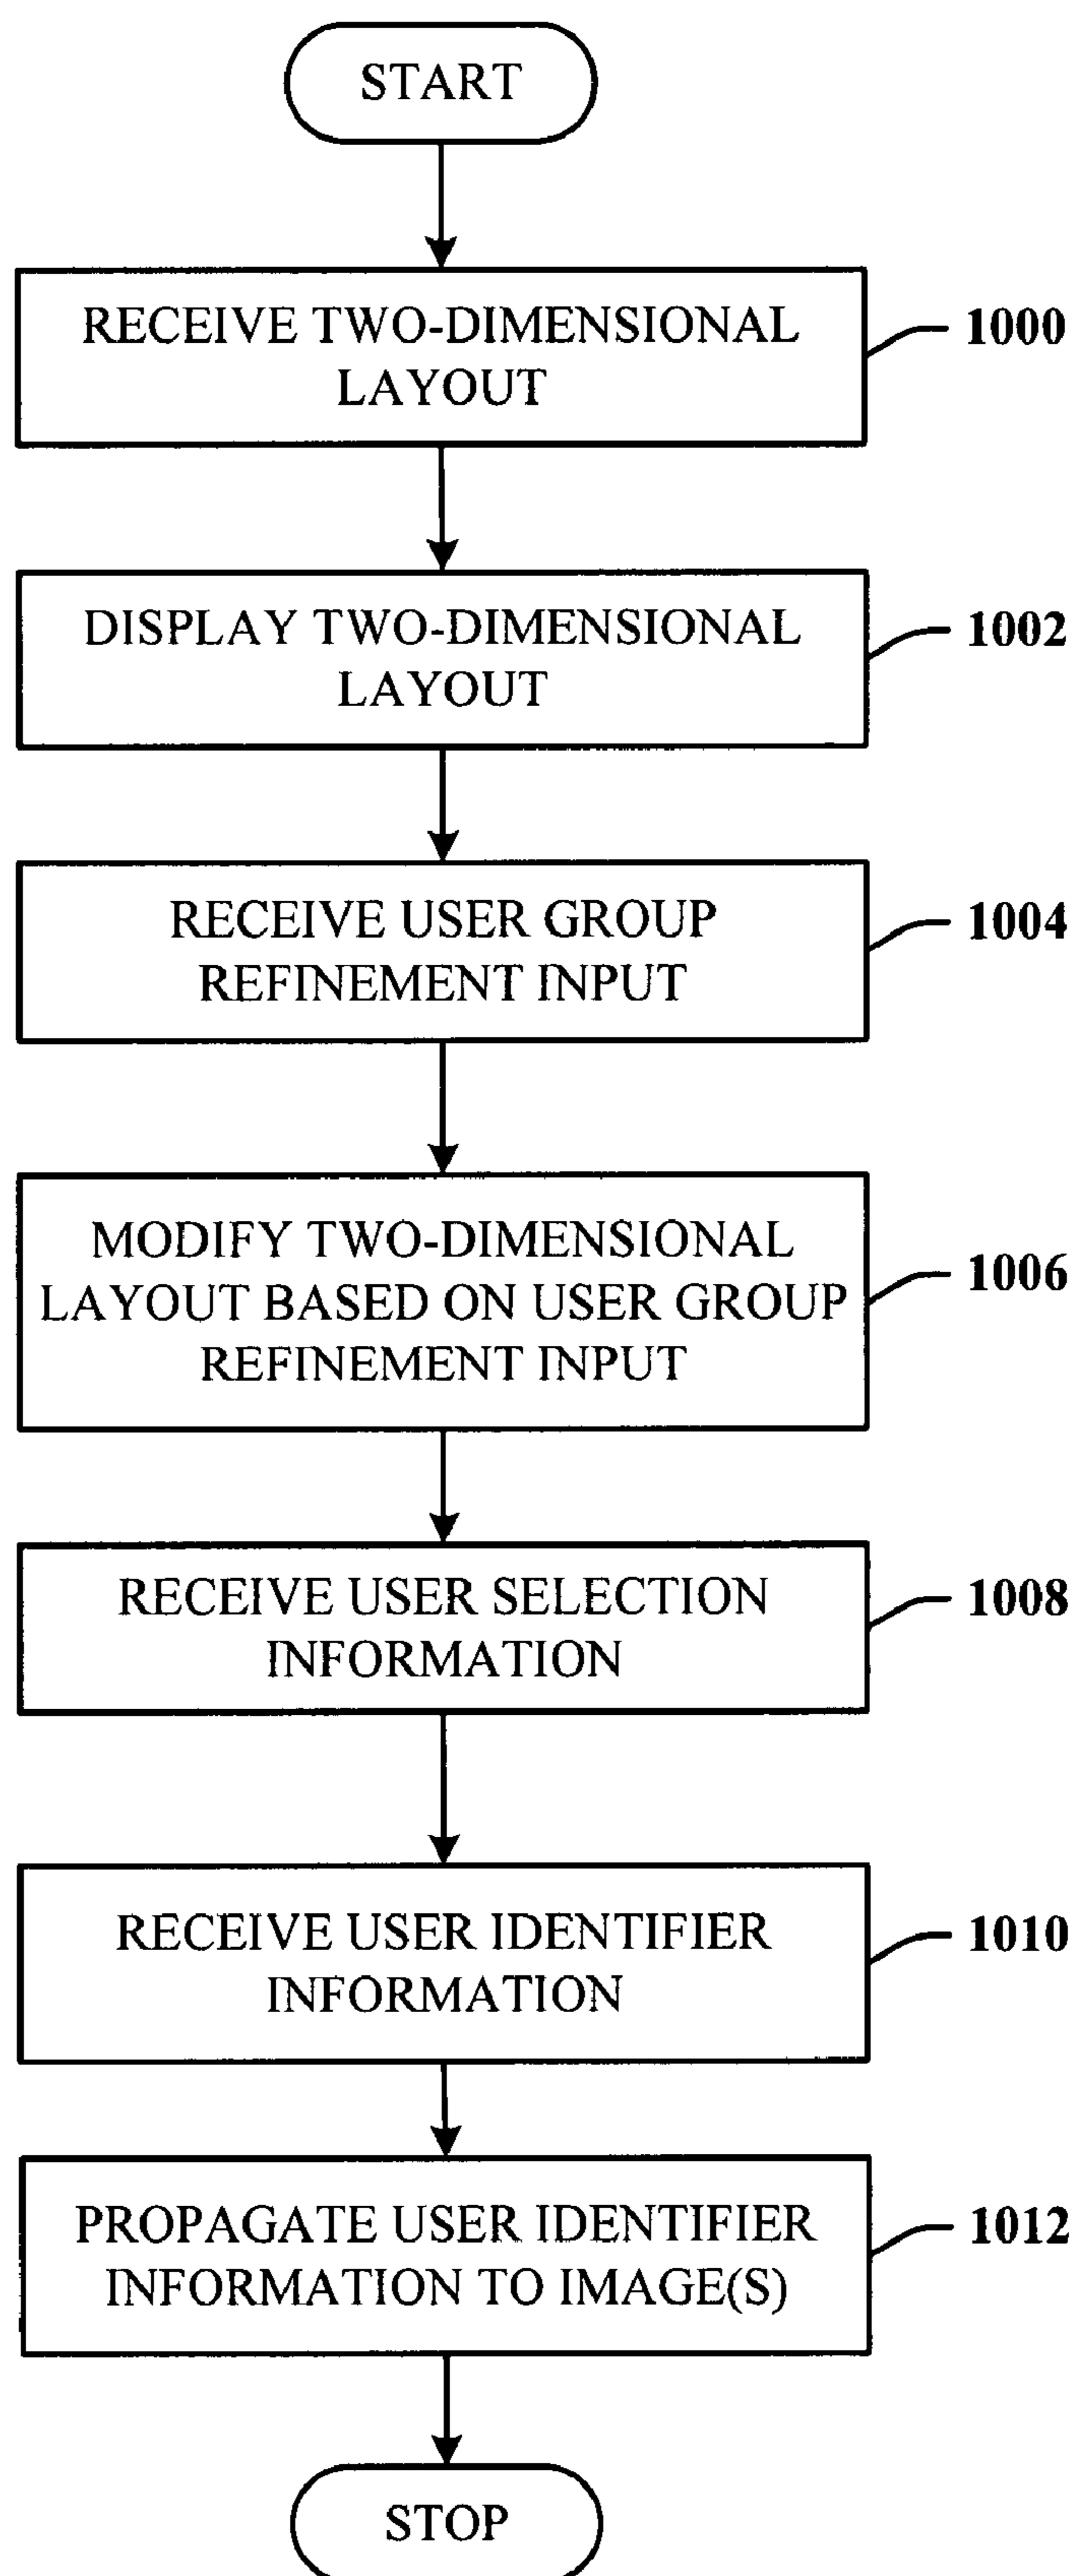 START
RECEIVE TWO-DIMENSIONAL
LAYOUT
1000
DISPLAY TWO-DIMENSIONAL
LAYOUT
1002
RECEIVE USER GROUP
REFINEMENT INPUT
1004
MODIFY TWO-DIMENSIONAL
LAYOUT BASED ON USER GROUP
REFINEMENT INPUT
1006
RECEIVE USER SELECTION
INFORMATION
1008
RECEIVE USER IDENTIFIER
INFORMATION
1010
PROPAGATE USER IDENTIFIER
INFORMATION TO IMAGE(S)
1012
STOP